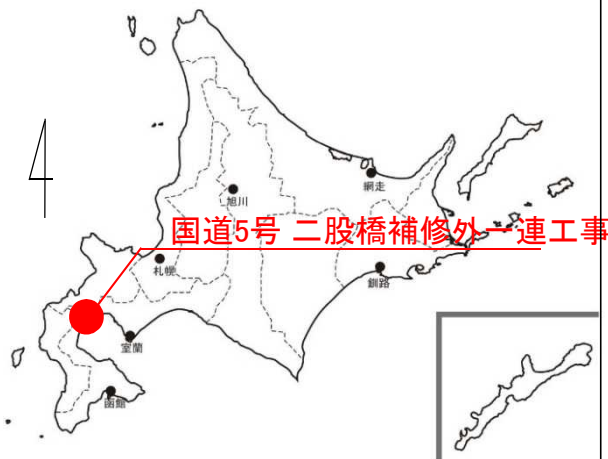 網走
旭川
国道5号 二股橋補修外一連工事
札幌
釧路
室蘭
函館